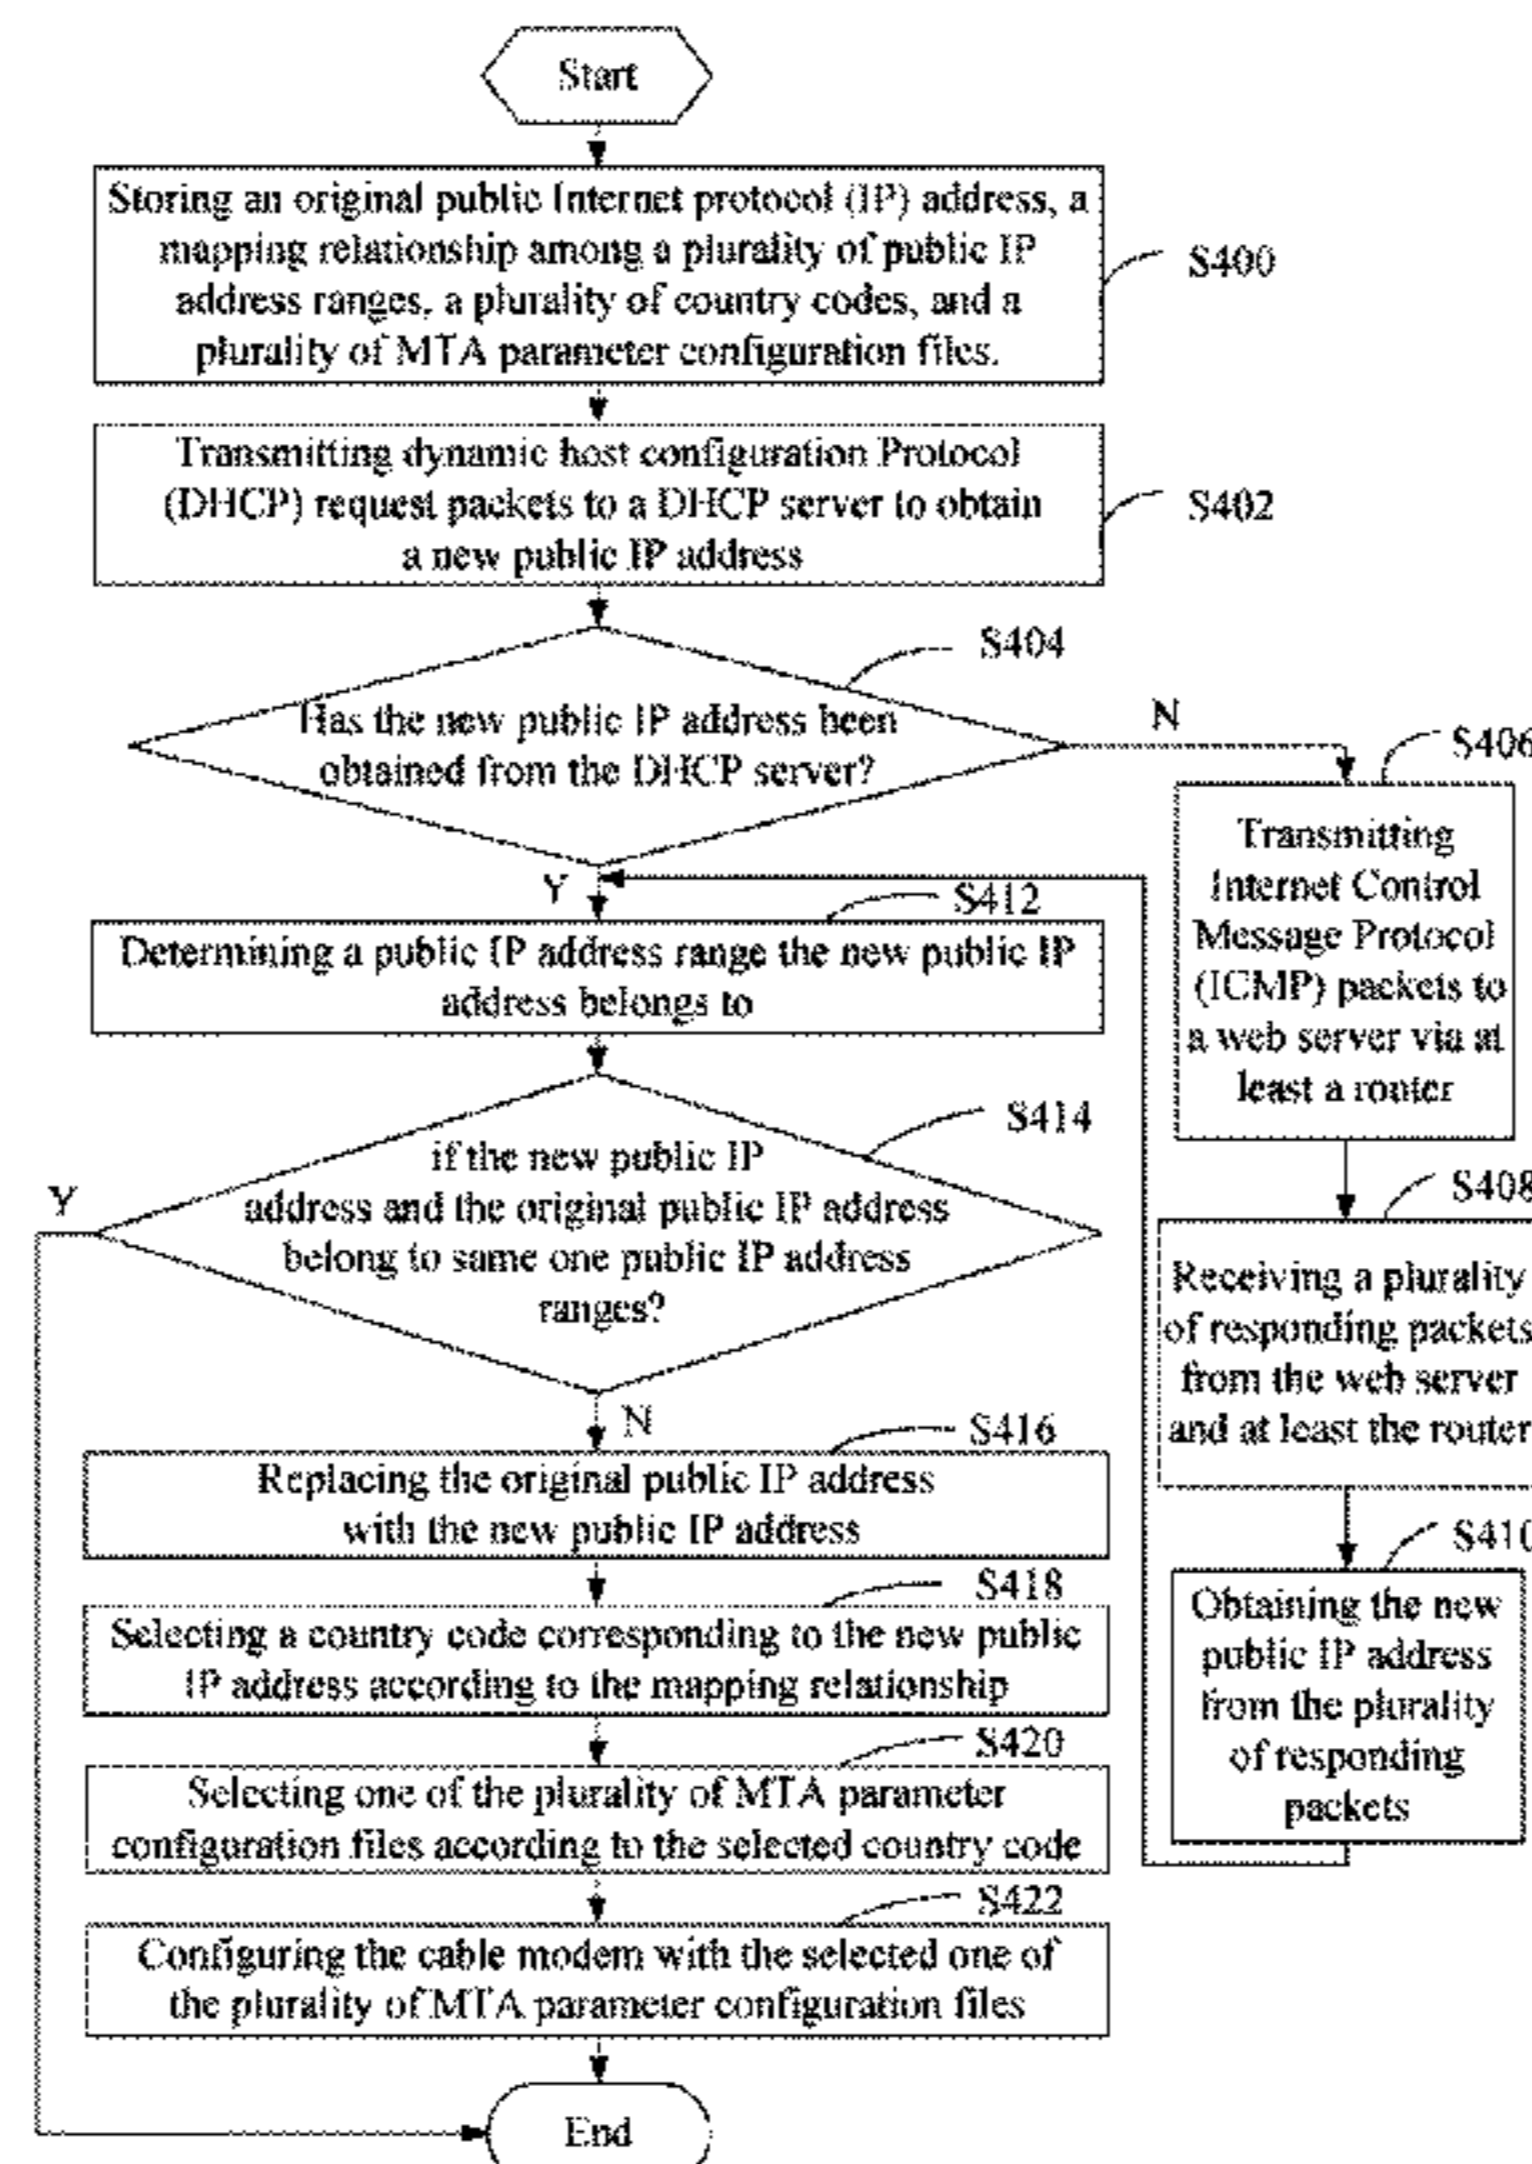 Start
Storing an original public Internet protocol (IP) address, a
mapping relationship among a plurality of public IP
address ranges, a plurality of country codes, and a
plurality of MTA parameter configuration files.
S400
Transmitting dynamic host configuration Protocol
(DHCP) request packets to a DHCP server to obtain
a new public IP address
S402
S404
Has the new public IP address been
obtained from the DHCP server?
N
Y
S406
Transmitting
Internet Control
Message Protocol
(ICMP) packets to
a web server via at
least a router
S408
Receiving a plurality
of responding packets
from the web server
and at least the router
S410
Obtaining the new
public IP address
from the plurality
of responding
packets
S412
Determining a public IP address range the new public IP
address belongs to
S414
if the new public IP
address and the original public IP address
belong to same one public IP address
ranges?
Y
N
S416
Replacing the original public IP address
with the new public IP address
S418
Selecting a country code corresponding to the new public
IP address according to the mapping relationship
S420
Selecting one of the plurality of MTA parameter
configuration files according to the selected country code
S422
Configuring the cable modem with the selected one of
the plurality of MTA parameter configuration files
End